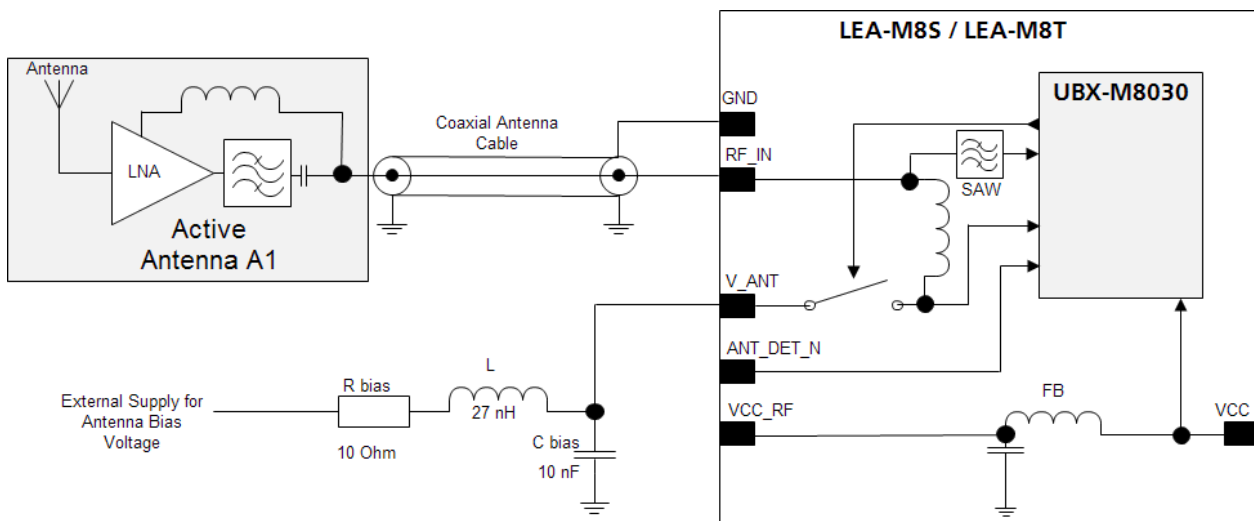 LEA-M8S / LEA-M8T
Antenna
LNA
Active
Antenna A1
Coaxial Antenna
Cable
GND
RF_IN
SAW
UBX-M8030
V_ANT
ANT_DET_N
VCC_RF
FB
VCC
External Supply for
Antenna Bias
Voltage
R bias
10 Ohm
L
27 nH
C bias
10 nF